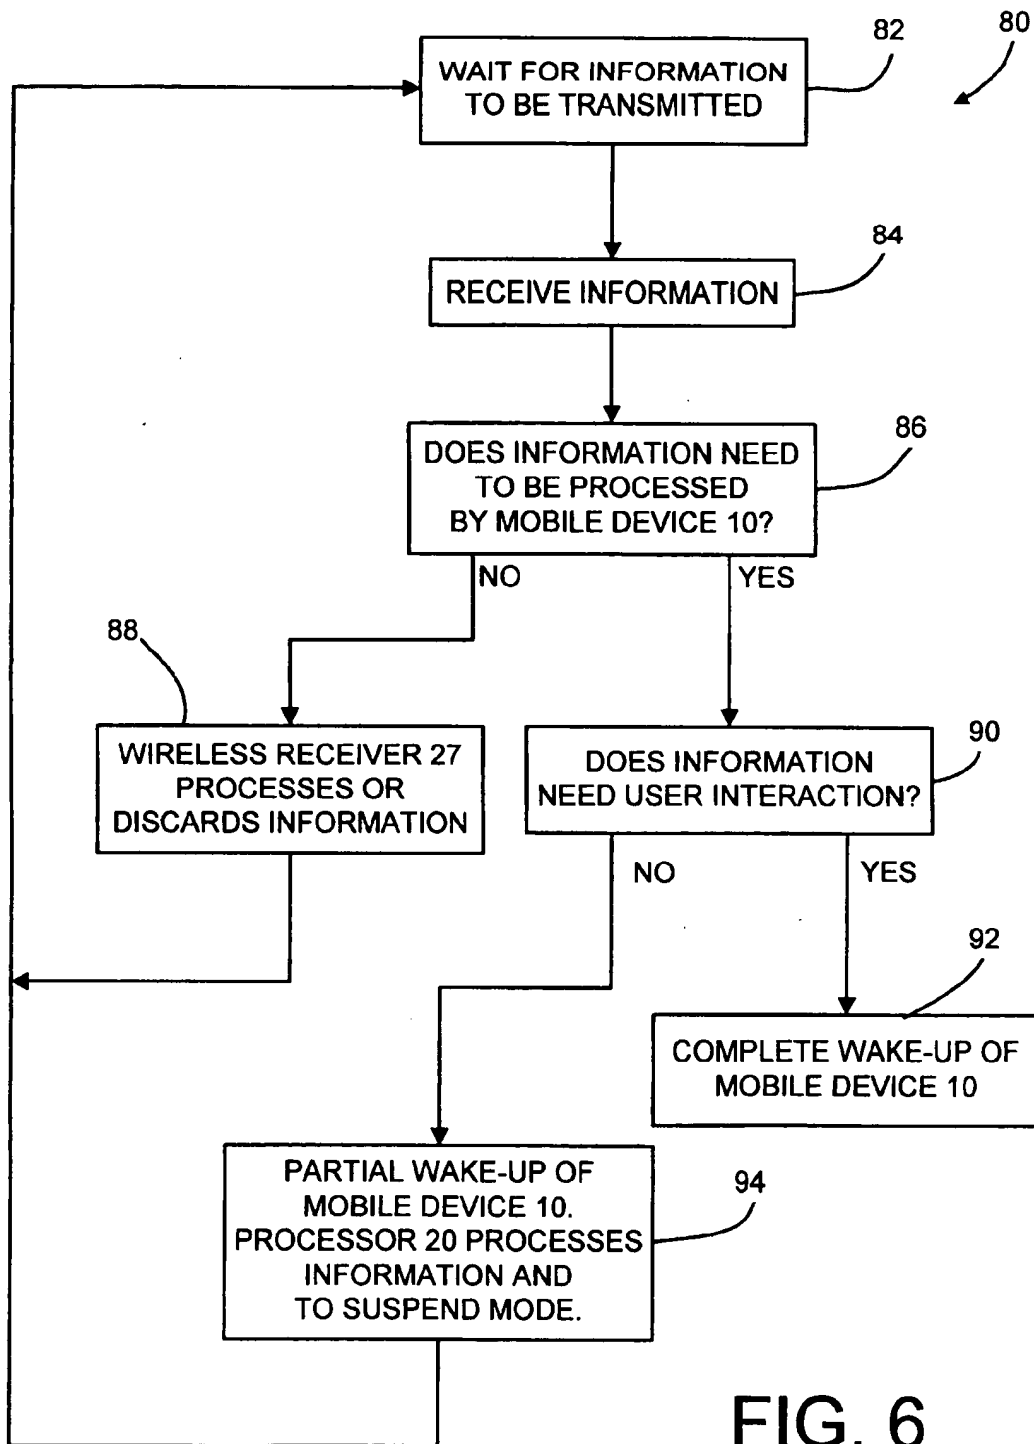 82
80
WAIT FOR INFORMATION
TO BE TRANSMITTED
84
RECEIVE INFORMATION
86
DOES INFORMATION NEED
TO BE PROCESSED
BY MOBILE DEVICE 10?
NO
YES
88
WIRELESS RECEIVER 27
PROCESSES OR
DISCARDS INFORMATION
90
DOES INFORMATION
NEED USER INTERACTION?
NO
YES
92
COMPLETE WAKE-UP OF
MOBILE DEVICE 10
94
PARTIAL WAKE-UP OF
MOBILE DEVICE 10.
PROCESSOR 20 PROCESSES
INFORMATION AND
TO SUSPEND MODE.
FIG. 6